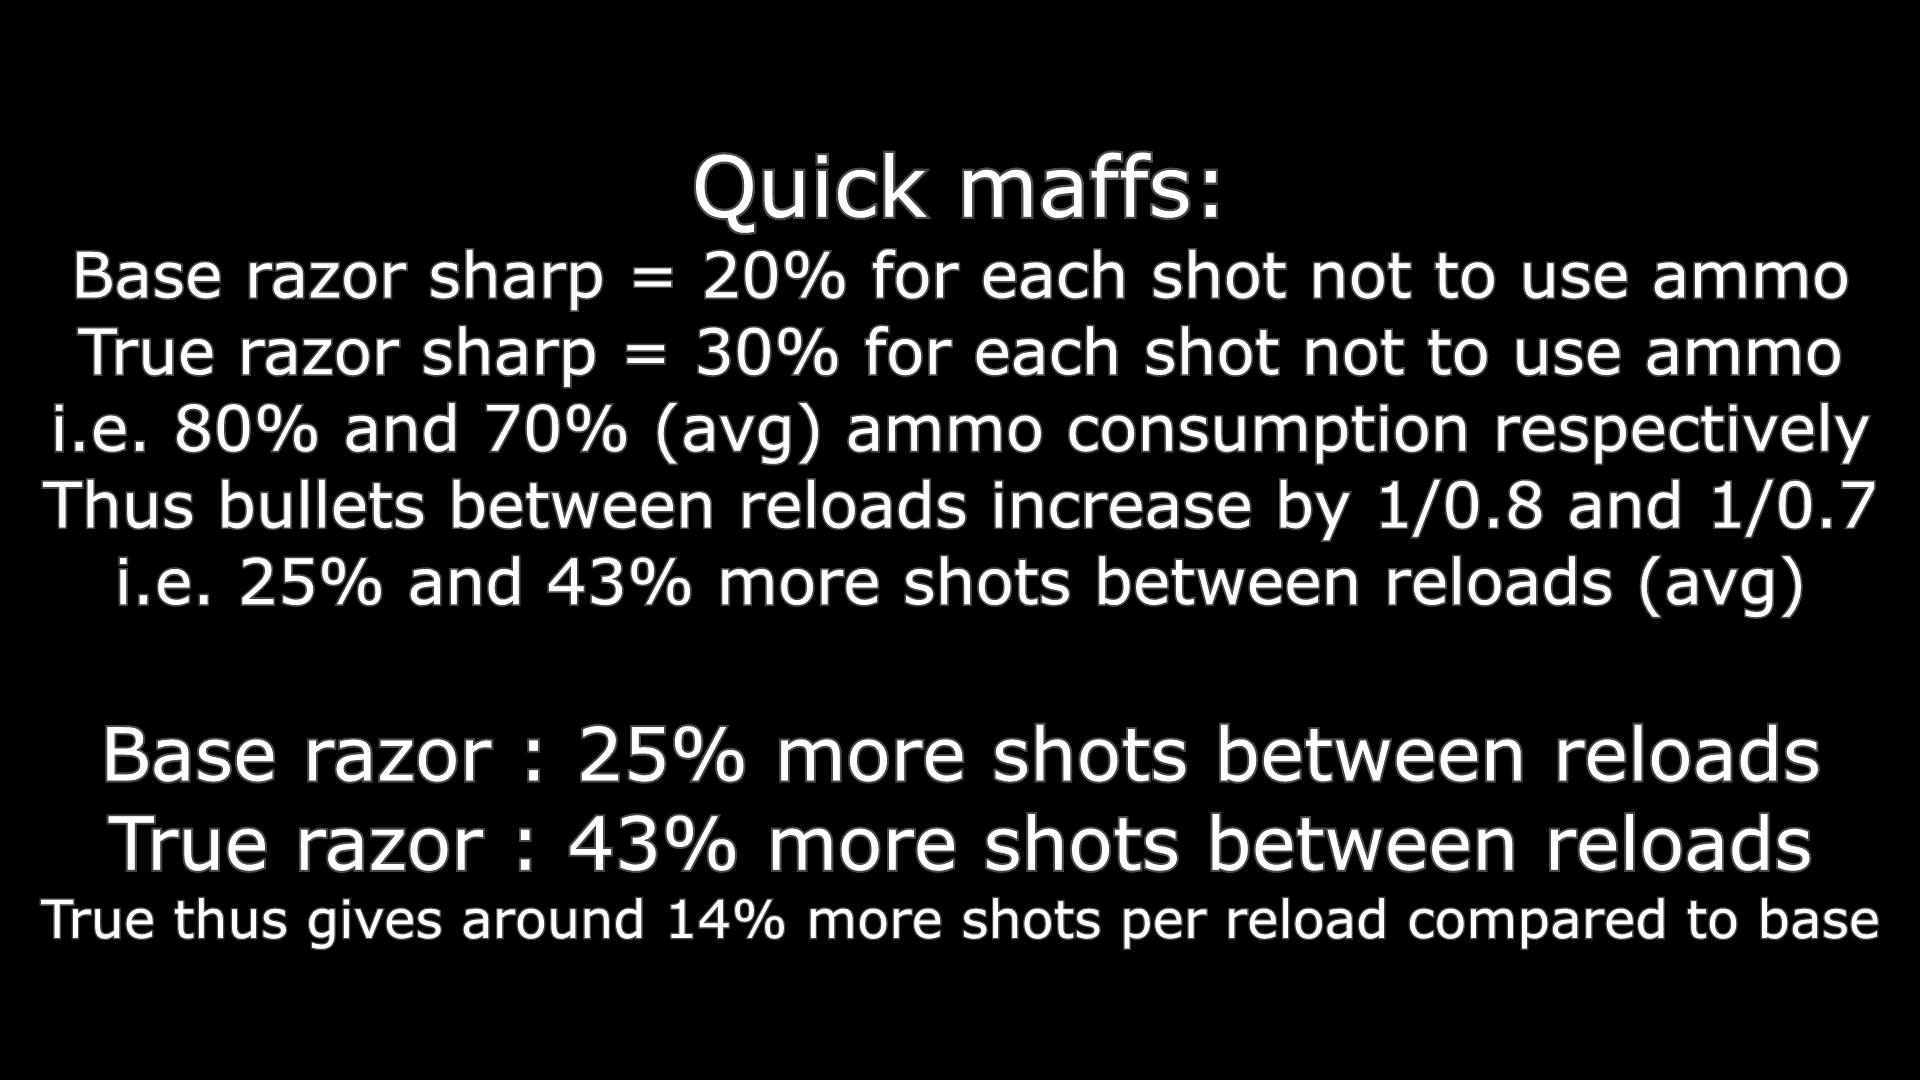 Quick maffs:
Base razor sharp = 20% for each shot not to use ammo
True razor sharp = 30% for each shot not to use ammo
i.e. 80% and 70% (avg) ammo consumption respectively
Thus bullets between reloads increase by 1/0.8 and 1/0.7
i.e. 25% and 43% more shots between reloads (avg)
Base razor : 25% more shots between reloads
True razor : 43% more shots between reloads
True thus gives around 14% more shots per reload compared to base